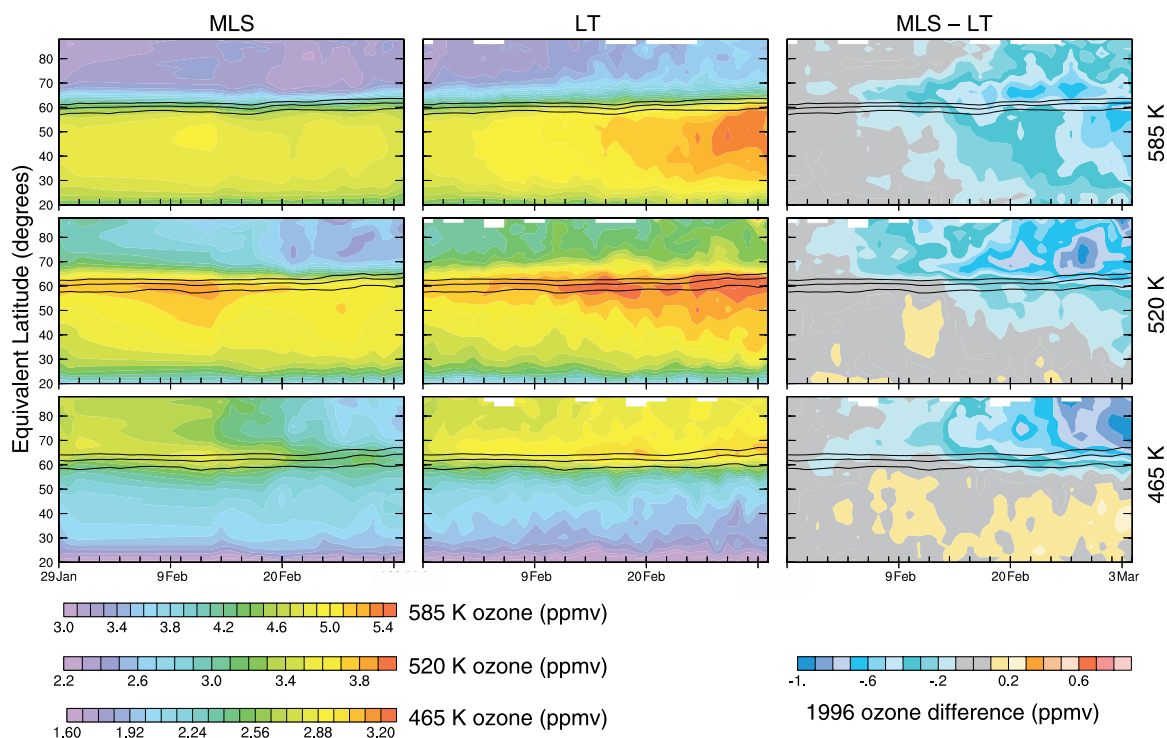 MLS
LT
MLS – LT
Equivalent Latitude (degrees)
80
70
60
50
40
30
20
585 K
80
70
60
50
40
30
20
520 K
80
70
60
50
40
30
20
465 K
29Jan
9Feb
20Feb
9Feb
20Feb
9Feb
20Feb
3Mar
585 K ozone (ppmv)
3.0 3.4 3.8 4.2 4.6 5.0 5.4
520 K ozone (ppmv)
2.2 2.6 3.0 3.4 3.8
465 K ozone (ppmv)
1.60 1.92 2.24 2.56 2.88 3.20
-1. -.6 -.2 0.2 0.6
1996 ozone difference (ppmv)